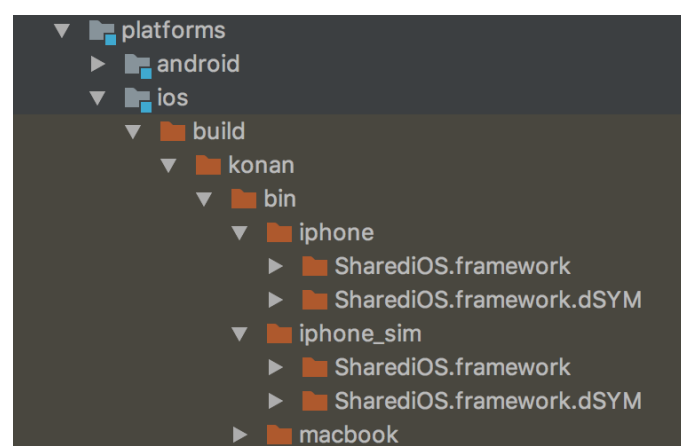 platforms
android
ios
build
konan
bin
iphone
SharediOS.framework
SharediOS.framework.dSYM
iphone_sim
SharediOS.framework
SharediOS.framework.dSYM
macbook